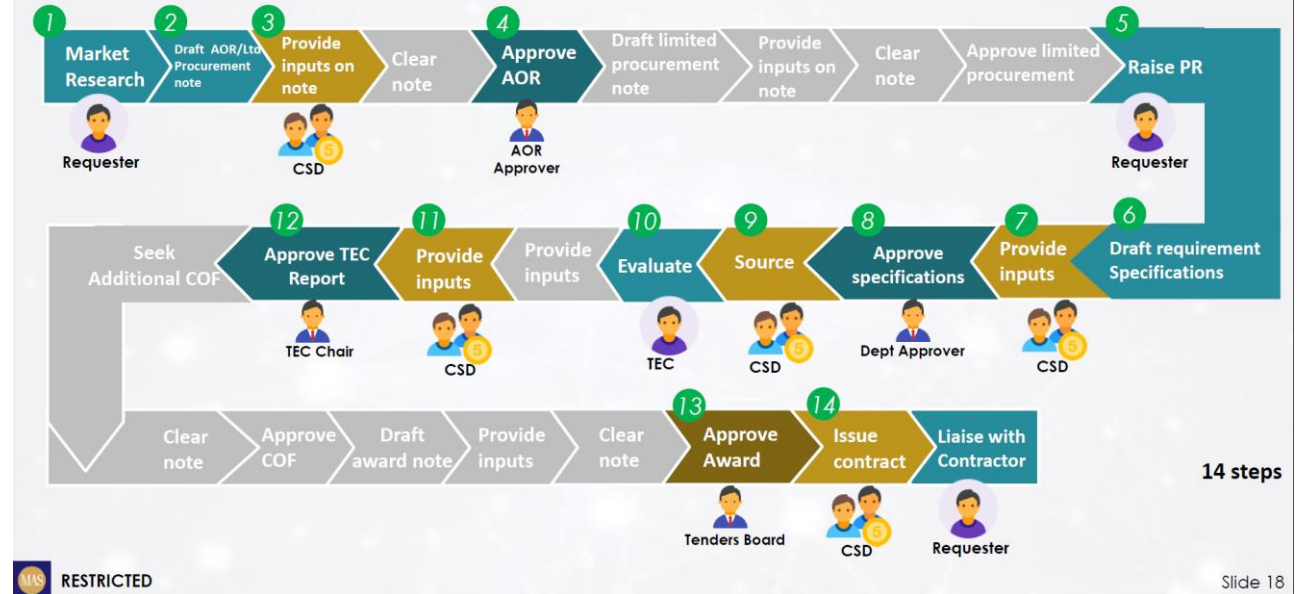 1
Market
Research
Requester
2
Draft AOR/Ltd
Procurement
note
3
Provide
inputs on
note
CSD
Clear
note
4
Approve
AOR
AOR
Approver
Draft limited
procurement
note
Provide
inputs on
note
Clear
note
Approve limited
procurement
5
Raise PR
Requester
6
Draft requirement
Specifications
7
Provide
inputs
5
CSD
8
Approve
specifications
Dept Approver
9
Source
5
CSD
10
Evaluate
TEC
Provide
inputs
11
Provide
inputs
5
CSD
12
Approve TEC
Report
TEC Chair
Seek
Additional COF
Clear
note
Approve
COF
Draft
award note
Provide
inputs
Clear
note
13
Approve
Award
Tenders Board
14
Issue
contract
5
CSD
Liaise with
Contractor
Requester
14 steps
MAS
RESTRICTED
Slide 18